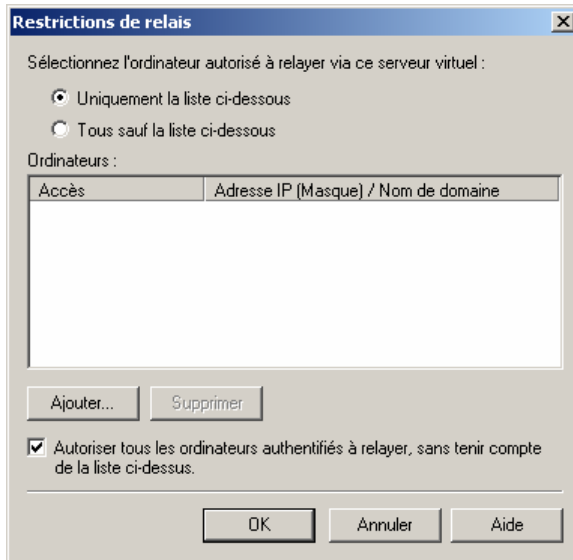 Restrictions de relais
Sélectionnez l'ordinateur autorisé à relayer via ce serveur virtuel :
Uniquement la liste ci-dessous
Tous sauf la liste ci-dessous
Ordinateurs :
Accès Adresse IP (Masque) / Nom de domaine
Ajouter... Supprimer
Autoriser tous les ordinateurs authentifiés à relayer, sans tenir compte
de la liste ci-dessus.
OK Annuler Aide